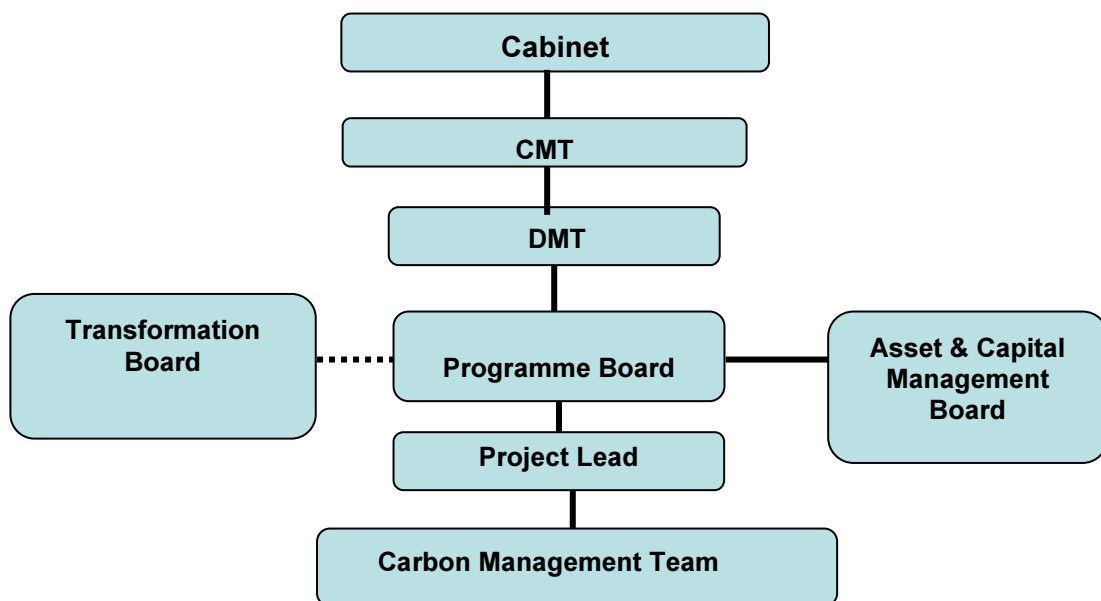 Cabinet
CMT
DMT
Transformation
Board
Programme Board
Asset & Capital
Management
Board
Project Lead
Carbon Management Team